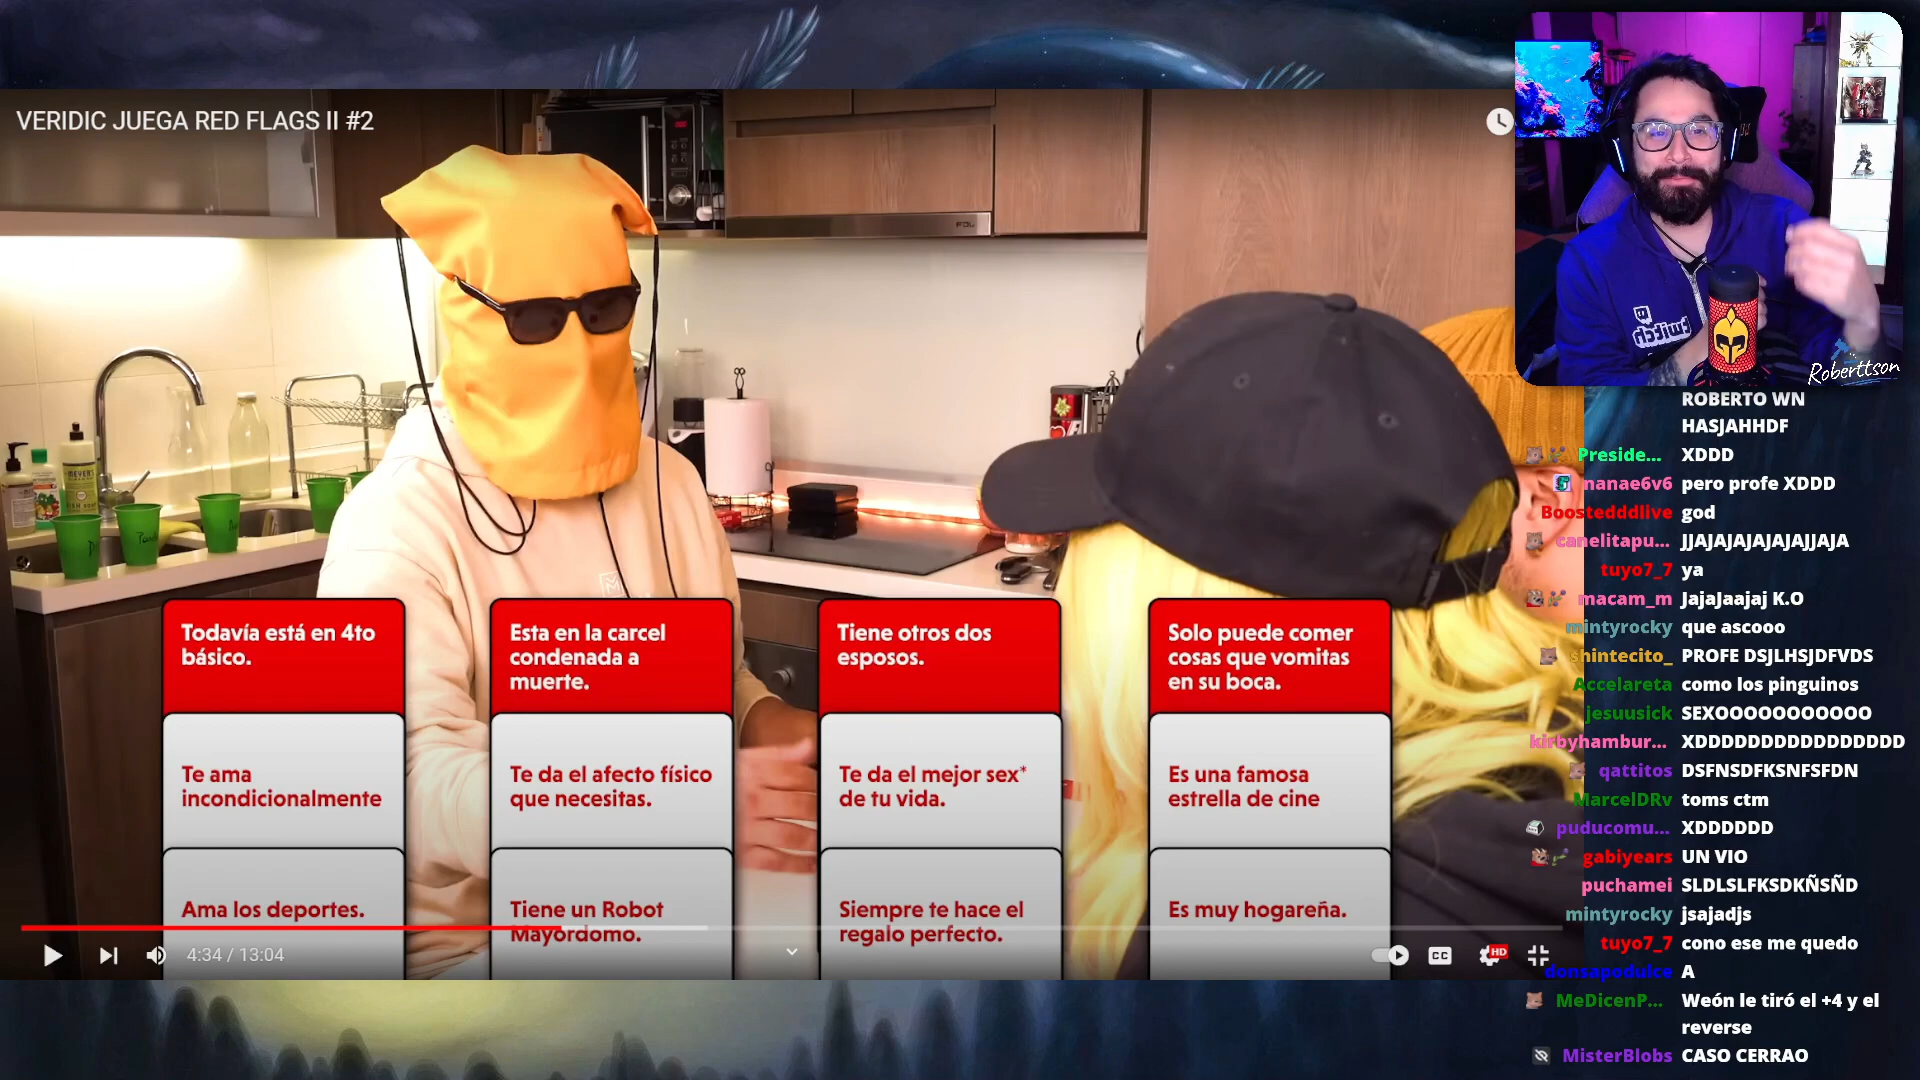 VERIDIC JUEGA RED FLAGS II #2
Todavía está en 4to
básico.
Te ama
incondicionalmente
Ama los deportes.
Esta en la carcel
condenada a
muerte.
Te da el afecto físico
que necesitas.
Tiene un Robot
Mayordomo.
Tiene otros dos
esposos.
Te da el mejor sex*
de tu vida.
Siempre te hace el
regalo perfecto.
Solo puede comer
cosas que vomitas
en su boca.
Es una famosa
estrella de cine
Es muy hogareña.
4:34 / 13:04
CC
HD
twitch
Roberttson
ROBERTO WN
HASJAHHDF
Preside... XDDD
nanae6v6 pero profe XDDD
Boostedddlive god
canelitapu... JJAJAJAJAJAJAJJAJA
tuyo7_7 ya
macam_m JajaJaajaj K.O
mintyrocky que ascooo
shintecito_ PROFE DSJLHSJDFVDS
Accelareta como los pinguinos
jesuusick SEXOOOOOOOOOOO
kirbyhambur... XDDDDDDDDDDDDDDDD
qattitos DSFNSDFKSNFSFDN
MarcelDRv toms ctm
puducomu... XDDDDDD
gabiyears UN VIO
puchamei SLDLSLFKSDKÑSÑD
mintyrocky jsajadjs
tuyo7_7 cono ese me quedo
donsapodulce A
MeDicenP... Weón le tiró el +4 y el
reverse
MisterBlobs CASO CERRAO